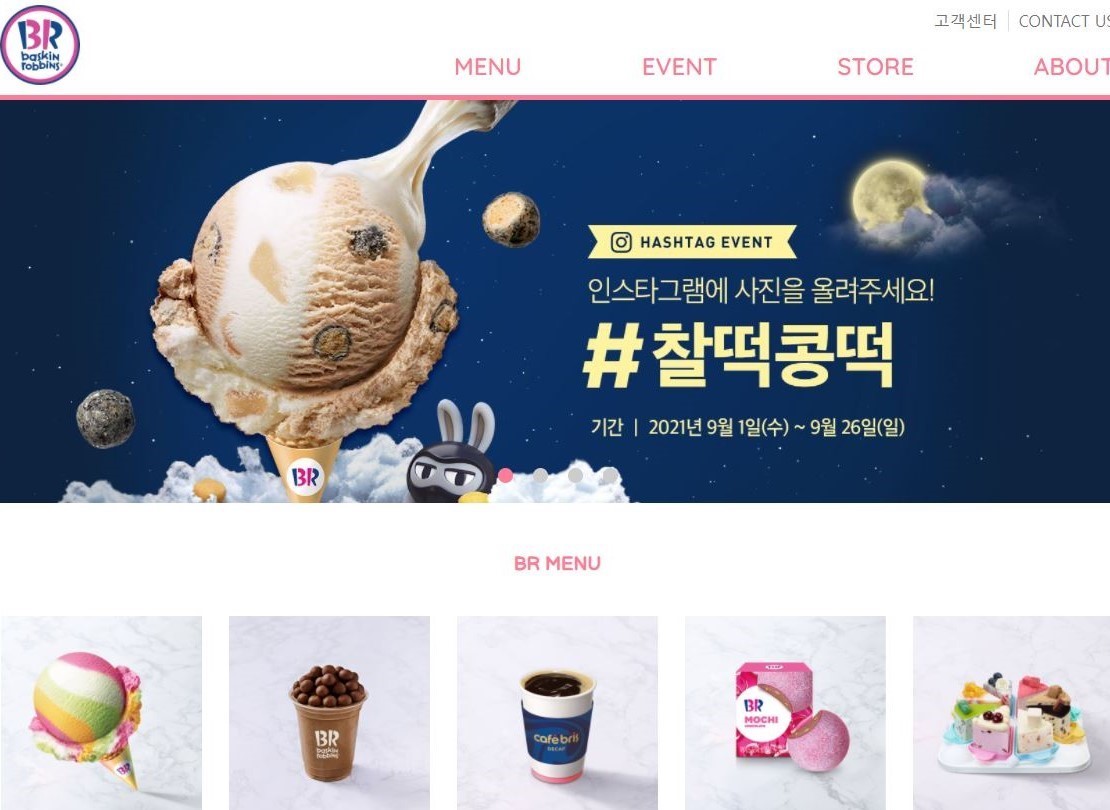 BR
baskin
robbins
고객센터
CONTACT US
MENU
EVENT
STORE
ABOUT
HASHTAG EVENT
인스타그램에 사진을 올려주세요!
#찰떡콩떡
기간 | 2021년 9월 1일(수) ~ 9월 26일(일)
BR
BR MENU
BR
BR
baskin
robbins
café bris
DECAF
BR
MOCHI